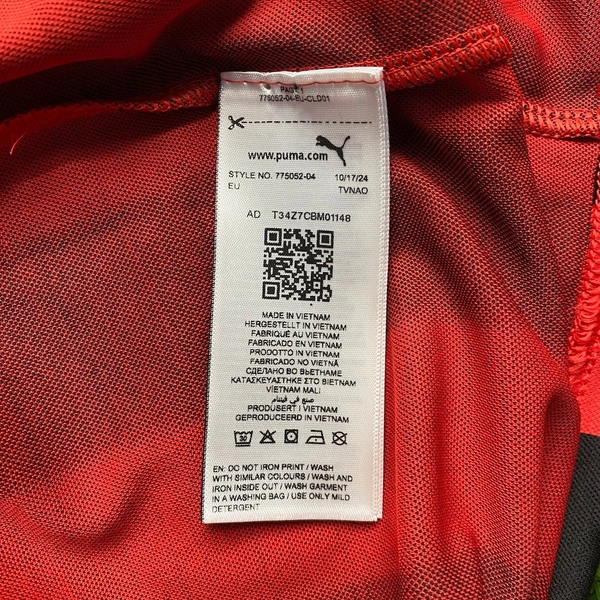 PAGE 1
775052-04-EU-CLD01
www.puma.com
STYLE NO. 775052-04 10/17/24
EU TVNAO
AD T34Z7CBM01148
MADE IN VIETNAM
HERGESTELLT IN VIETNAM
FABRIQUÉ AU VIETNAM
FABRICADO EN VIETNAM
PRODOTTO IN VIETNAM
FABRICADO NO VIETNÃ
СДЕЛАНО ВО ВЬЕТНАМЕ
ΚΑΤΑΣΚΕΥΑΣΤΗΚΕ ΣΤΟ ΒΙΕΤΝΑΜ
VİETNAM MALI
صنع في فيتنام
PRODUSERT I VIETNAM
GEPRODUCEERD IN VIETNAM
30
EN: DO NOT IRON PRINT / WASH
WITH SIMILAR COLOURS / WASH AND
IRON INSIDE OUT / WASH GARMENT
IN A WASHING BAG / USE ONLY MILD
DETERGENT